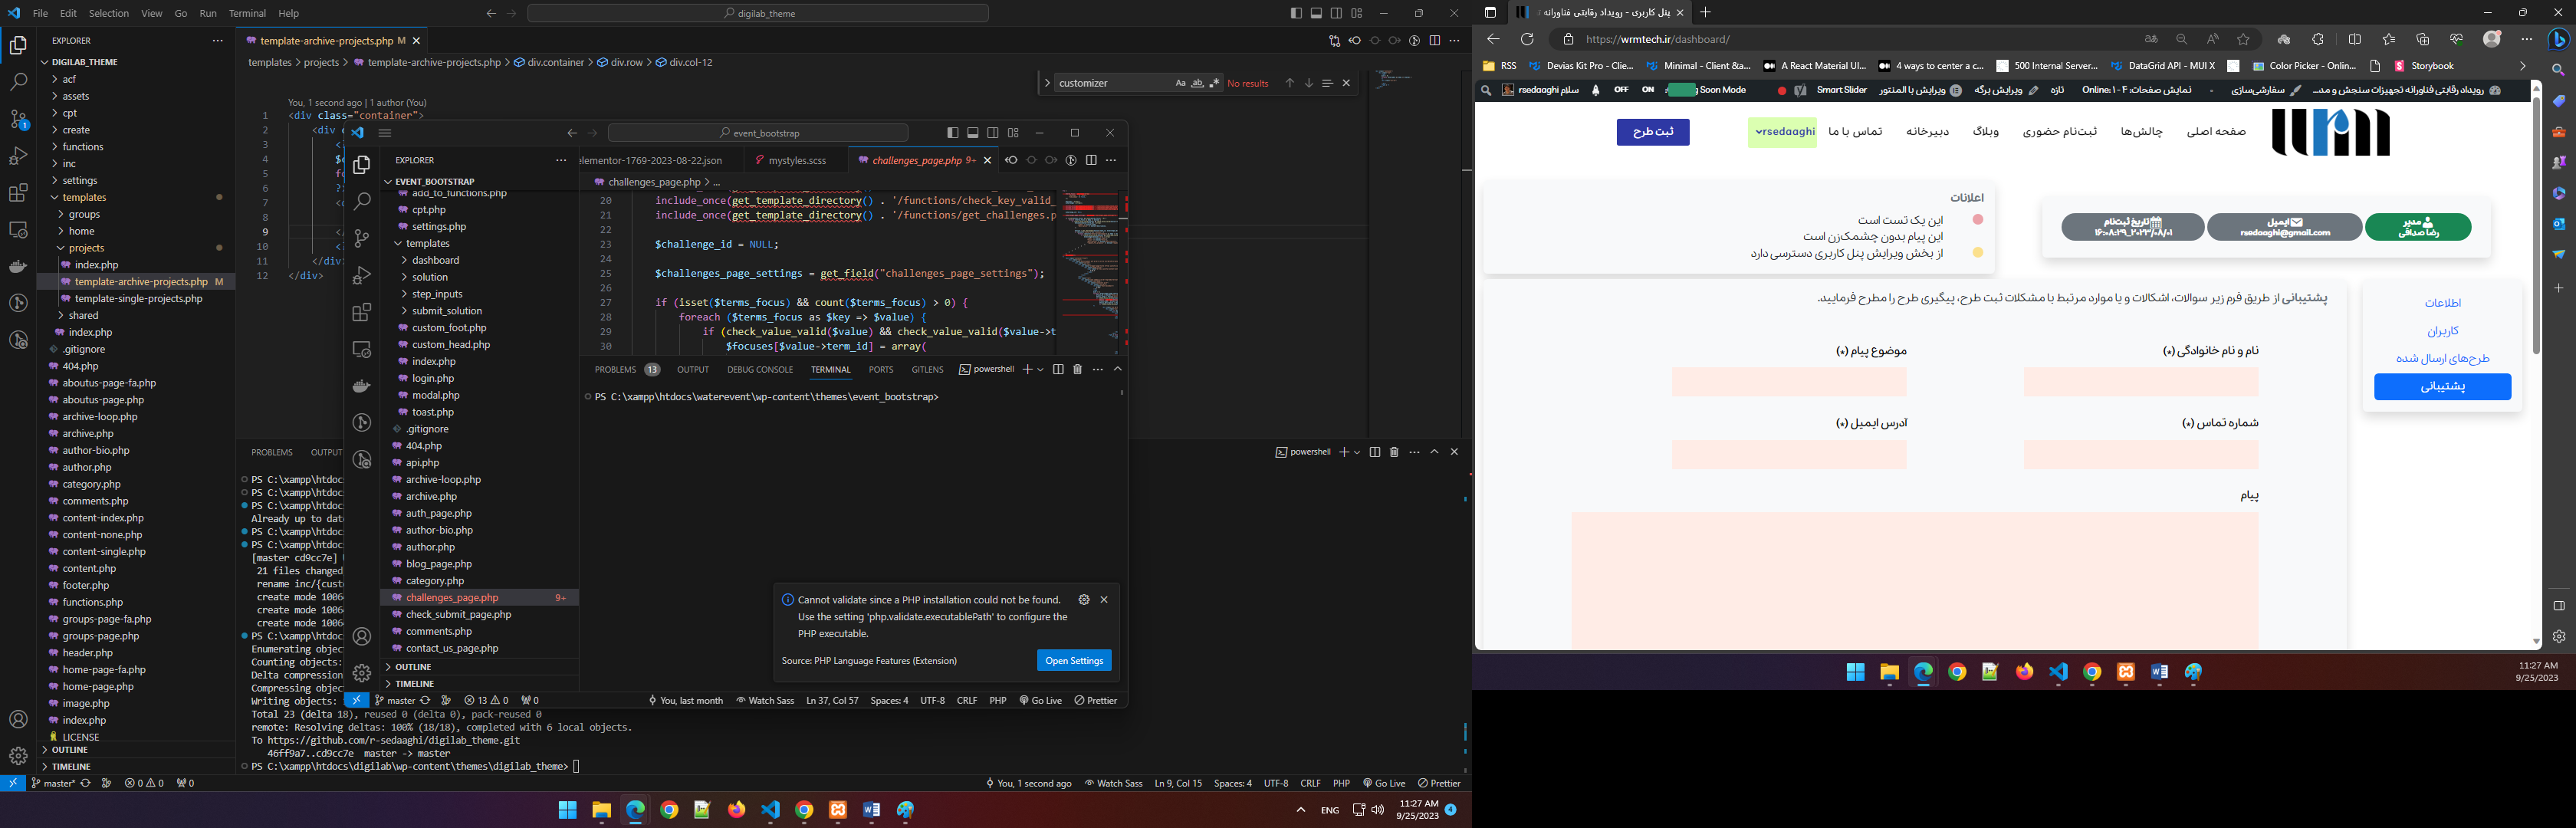 File Edit Selection View Go Run Terminal Help
digilab_theme
EXPLORER
DIGILAB_THEME
acf
assets
cpt
create
functions
inc
settings
templates
groups
home
projects
index.php
template-archive-projects.php M
template-single-projects.php
shared
index.php
.gitignore
404.php
aboutus-page-fa.php
aboutus-page.php
archive-loop.php
archive.php
author-bio.php
author.php
category.php
comments.php
content-index.php
content-none.php
content-single.php
content.php
footer.php
functions.php
groups-page-fa.php
groups-page.php
header.php
home-page-fa.php
home-page.php
image.php
index.php
LICENSE
OUTLINE
TIMELINE
template-archive-projects.php M
templates > projects > template-archive-projects.php > div.container > div.row > div.col-12
customizer
No results
You, 1 second ago | 1 author (You)
1 <div class="container">
2 <div c
3 <!
4 $c
5 fo
6 ?:
7 <d
8
9 </
10 <!
11 </di
12 </div>
PROBLEMS OUTPUT
powershell
PS C:\xampp\htdoc
PS C:\xampp\htdoc
PS C:\xampp\htdoc
Already up to dat
PS C:\xampp\htdoc
PS C:\xampp\htdoc
[master cd9cc7e]
21 files changed
rename inc/{cust
create mode 1006
create mode 1006
create mode 1006
PS C:\xampp\htdoc
Enumerating objec
Counting objects:
Delta compression
Compressing objec
Writing objects:
Total 23 (delta 18), reused 0 (delta 0), pack-reused 0
remote: Resolving deltas: 100% (18/18), completed with 6 local objects.
To https://github.com/r-sedaaghi/digilab_theme.git
46ff9a7..cd9cc7e master -> master
PS C:\xampp\htdocs\digilab\wp-content\themes\digilab_theme>
master* 0 0 0
You, 1 second ago Watch Sass Ln 9, Col 15 Spaces: 4 UTF-8 CRLF PHP Go Live Prettier
ENG
11:27 AM
9/25/2023
4
event_bootstrap
EXPLORER
EVENT_BOOTSTRAP
add_to_functions.php
cpt.php
settings.php
templates
dashboard
solution
step_inputs
submit_solution
custom_foot.php
custom_head.php
index.php
login.php
modal.php
toast.php
.gitignore
404.php
api.php
archive-loop.php
archive.php
auth_page.php
author-bio.php
author.php
blog_page.php
category.php
challenges_page.php 9+
check_submit_page.php
comments.php
contact_us_page.php
OUTLINE
TIMELINE
elementor-1769-2023-08-22.json mystyles.scss challenges_page.php 9+
challenges_page.php > ...
20 include_once(get_template_directory() . '/functions/check_key_valid_
21 include_once(get_template_directory() . '/functions/get_challenges.p
22
23 $challenge_id = NULL;
24
25 $challenges_page_settings = get_field("challenges_page_settings");
26
27 if (isset($terms_focus) && count($terms_focus) > 0) {
28 foreach ($terms_focus as $key => $value) {
29 if (check_value_valid($value) && check_value_valid($value->t
30 $focuses[$value->term_id] = array(
PROBLEMS 13 OUTPUT DEBUG CONSOLE TERMINAL PORTS GITLENS powershell
PS C:\xampp\htdocs\waterevent\wp-content\themes\event_bootstrap>
Cannot validate since a PHP installation could not be found.
Use the setting 'php.validate.executablePath' to configure the
PHP executable.
Source: PHP Language Features (Extension)
Open Settings
master 13 0 0
You, last month Watch Sass Ln 37, Col 57 Spaces: 4 UTF-8 CRLF PHP Go Live Prettier
پنل کاربری - رویداد رقابتی فناورانه
https://wrmtech.ir/dashboard/
RSS Devias Kit Pro - Clie... Minimal - Client &a... A React Material UI... 4 ways to center a c... 500 Internal Server... DataGrid API - MUI X Color Picker - Onlin... Storybook
رویداد رقابتی فناورانه تجهیزات سنجش و مد... سفارشی‌سازی
نمایش صفحات: ۴ - Online: 1
تازه
ویرایش برگه
ویرایش با المنتور
Smart Slider
Soon Mode
ON
OFF
سلام rsedaaghi
صفحه اصلی
چالش‌ها
ثبت‌نام حضوری
وبلاگ
دبیرخانه
تماس با ما
rsedaaghi
ثبت طرح
مدیر
رضا صداقی
ایمیل
rsedaaghi@gmail.com
تاریخ ثبت‌نام
۱۶:۰۸:۲۹_۲۰۲۳/۰۸/۰۱
اعلانات
این یک تست است
این پیام بدون چشمک‌زن است
از بخش ویرایش پنل کاربری دسترسی دارد
اطلاعات
کاربران
طرح‌های ارسال شده
پشتیبانی
پشتیبانی از طریق فرم زیر سوالات، اشکالات و یا موارد مرتبط با مشکلات ثبت طرح، پیگیری طرح را مطرح فرمایید.
نام و نام خانوادگی (*)
موضوع پیام (*)
شماره تماس (*)
آدرس ایمیل (*)
پیام
11:27 AM
9/25/2023